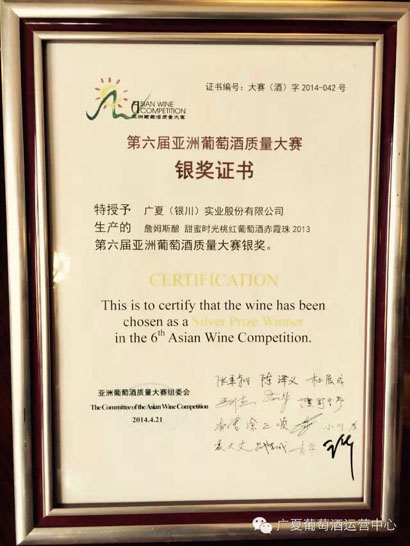 证书编号：大赛（酒）字 2014-042 号
ASIAN WINE
COMPETITION
亚洲葡萄酒质量大赛
第六届亚洲葡萄酒质量大赛
银奖证书
特授予 广夏（银川）实业股份有限公司
生产的 詹姆斯酿 甜蜜时光桃红葡萄酒赤霞珠 2013
第六届亚洲葡萄酒质量大赛银奖。
CERTIFICATION
This is to certify that the wine has been
chosen as a Silver Prize Winner
in the 6th Asian Wine Competition.
亚洲葡萄酒质量大赛组委会
The Committee of the Asian Wine Competition
2014.4.21
广夏葡萄酒运营中心